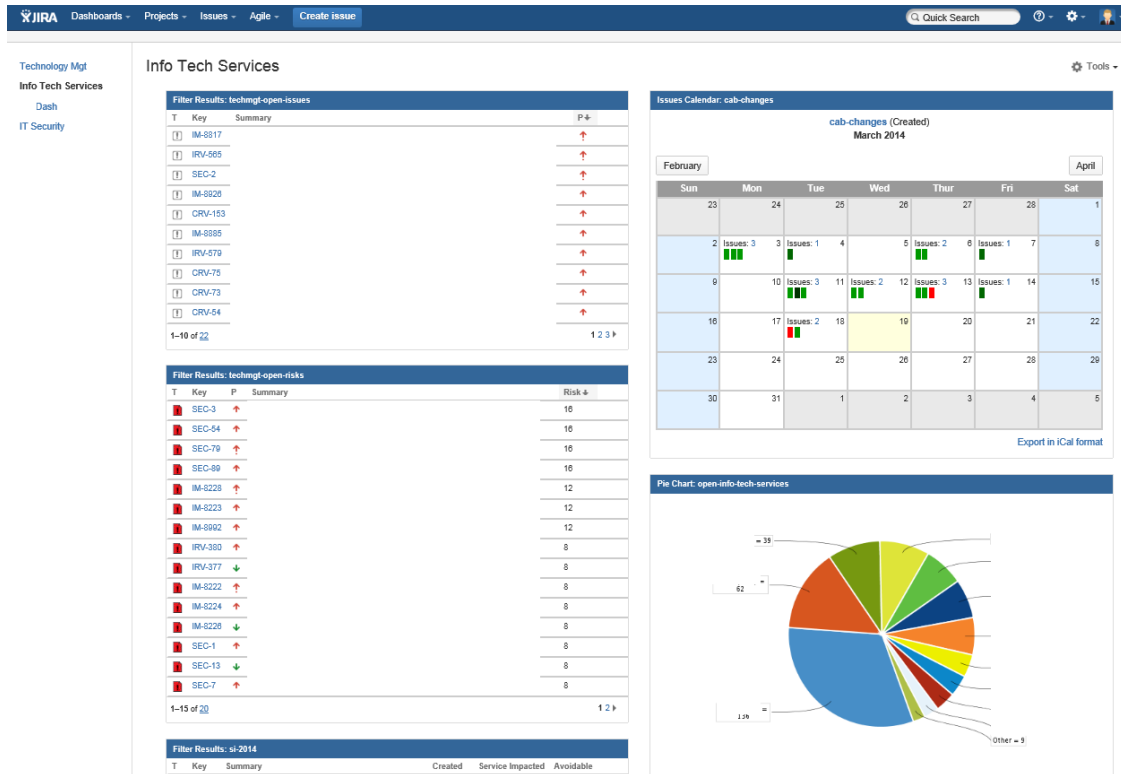 JIRA Dashboards Projects Issues Agile Create issue Quick Search
Technology Mgt
Info Tech Services
Dash
IT Security
Info Tech Services
Tools
Filter Results: techmgt-open-issues
T Key Summary P
IM-8817
IRV-565
SEC-2
IM-8926
CRV-153
IM-8885
IRV-579
CRV-75
CRV-73
CRV-54
1–10 of 22 1 2 3
Filter Results: techmgt-open-risks
T Key P Summary Risk
SEC-3 16
SEC-54 16
SEC-79 16
SEC-89 16
IM-8228 12
IM-8223 12
IM-8992 12
IRV-380 8
IRV-377 8
IM-8222 8
IM-8224 8
IM-8226 8
SEC-1 8
SEC-13 8
SEC-7 8
1–15 of 20 1 2
Filter Results: si-2014
T Key Summary Created Service Impacted Avoidable
Issues Calendar: cab-changes
cab-changes (Created)
March 2014
February April
Sun Mon Tue Wed Thur Fri Sat
23 24 25 26 27 28 1
2 Issues: 3 3 Issues: 1 4 5 Issues: 2 6 Issues: 1 7 8
9 10 Issues: 3 11 Issues: 2 12 Issues: 3 13 Issues: 1 14 15
16 17 Issues: 2 18 19 20 21 22
23 24 25 26 27 28 29
30 31 1 2 3 4 5
Export in iCal format
Pie Chart: open-info-tech-services
= 39
=
62
=
136
Other = 9